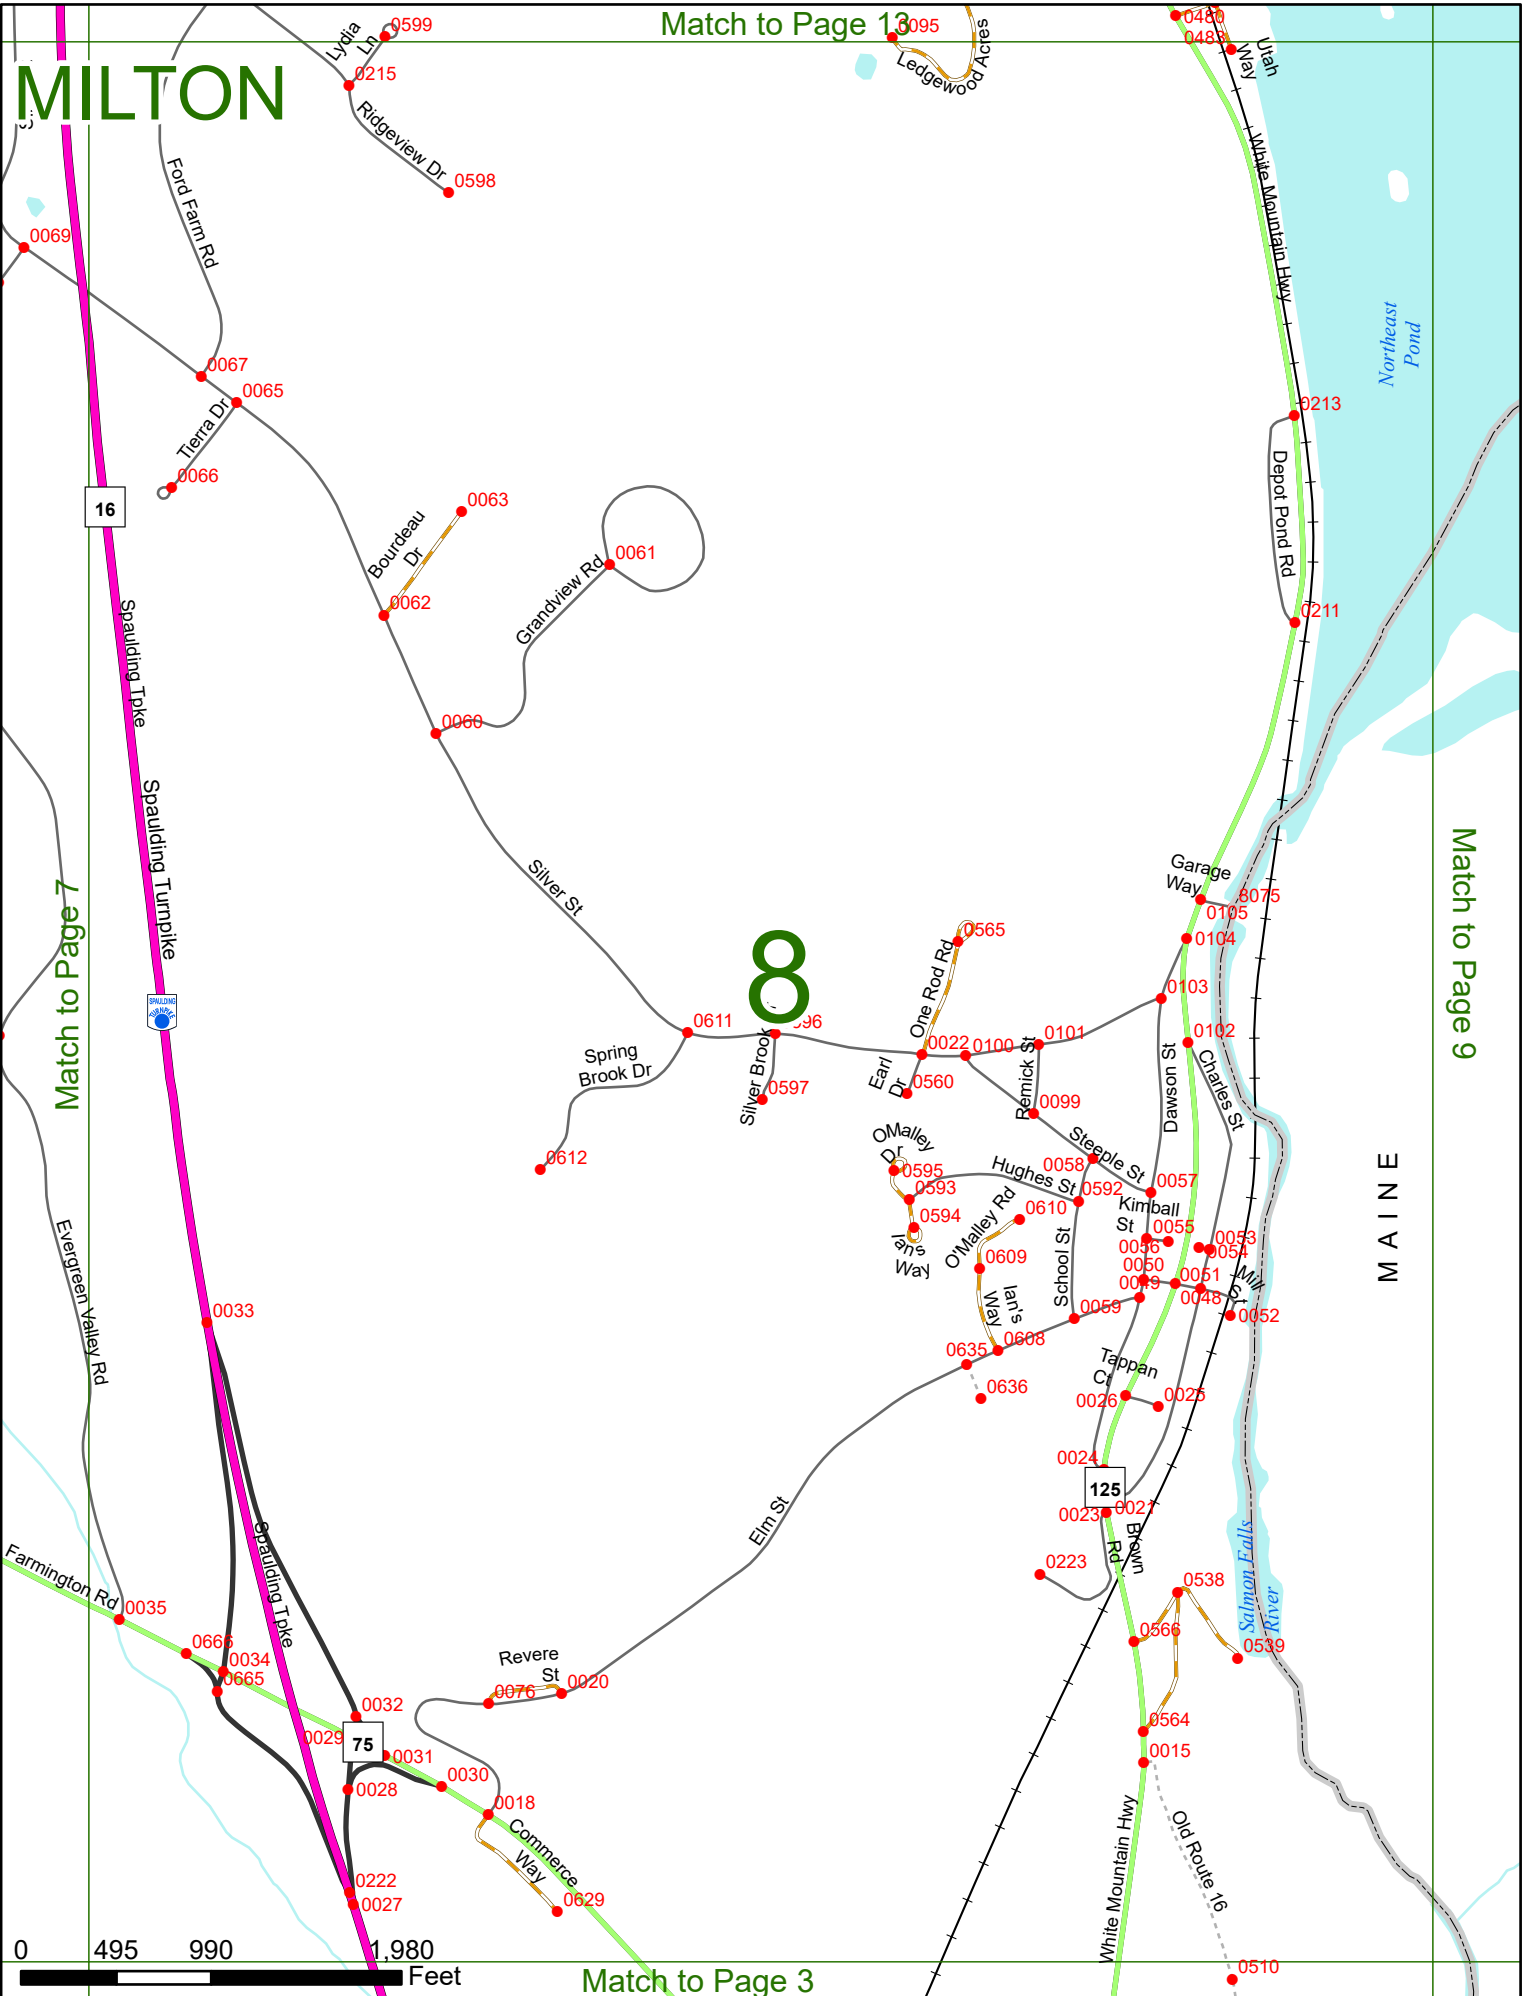 Match to Page 13
MILTON
Lydia
Ln
0599
0215
Ridgeview Dr
0598
0095
Ledgewood Acres
0480
0483
Utah
Way
White Mountain Hwy
Ford Farm Rd
0069
0067
0065
Tierra Dr
0066
16
Northeast
Pond
0213
Depot Pond Rd
0211
Bourdeau
Dr
0063
0062
0061
Grandview Rd
0060
Spaulding Tpke
Spaulding Turnpike
SPAULDING
TURNPIKE
Match to Page 7
Match to Page 9
Silver St
8
Garage
Way
8075
0105
0104
0103
0102
0565
One Rod Rd
0611
96
0022
0100
0101
Spring
Brook Dr
Silver Brook
0597
Earl
Dr
0560
Remick St
0099
Dawson St
Charles St
0612
OMalley
Dr
0595
0593
0594
Ian's
Way
Hughes St
Steeple St
0058
0592
0057
Kimball
St
0055
0056
0053
0054
O'Malley Rd
0610
0609
Ian's
Way
School St
0050
0049
0051
0048
Mill
St
0052
0059
0608
0635
0636
Tappan
Ct
0026
0025
MAINE
Evergreen Valley Rd
0033
0024
125
0023
0021
Brown
Rd
0223
Elm St
Salmon Falls
River
0538
0539
0566
0564
0015
Farmington Rd
0035
0666
0034
0665
Spaulding Tpke
Revere
St
0076
0020
0032
0029
75
0031
0030
0028
0018
Commerce
Way
0629
0222
0027
White Mountain Hwy
Old Route 16
0510
0 495 990 1,980
Feet
Match to Page 3